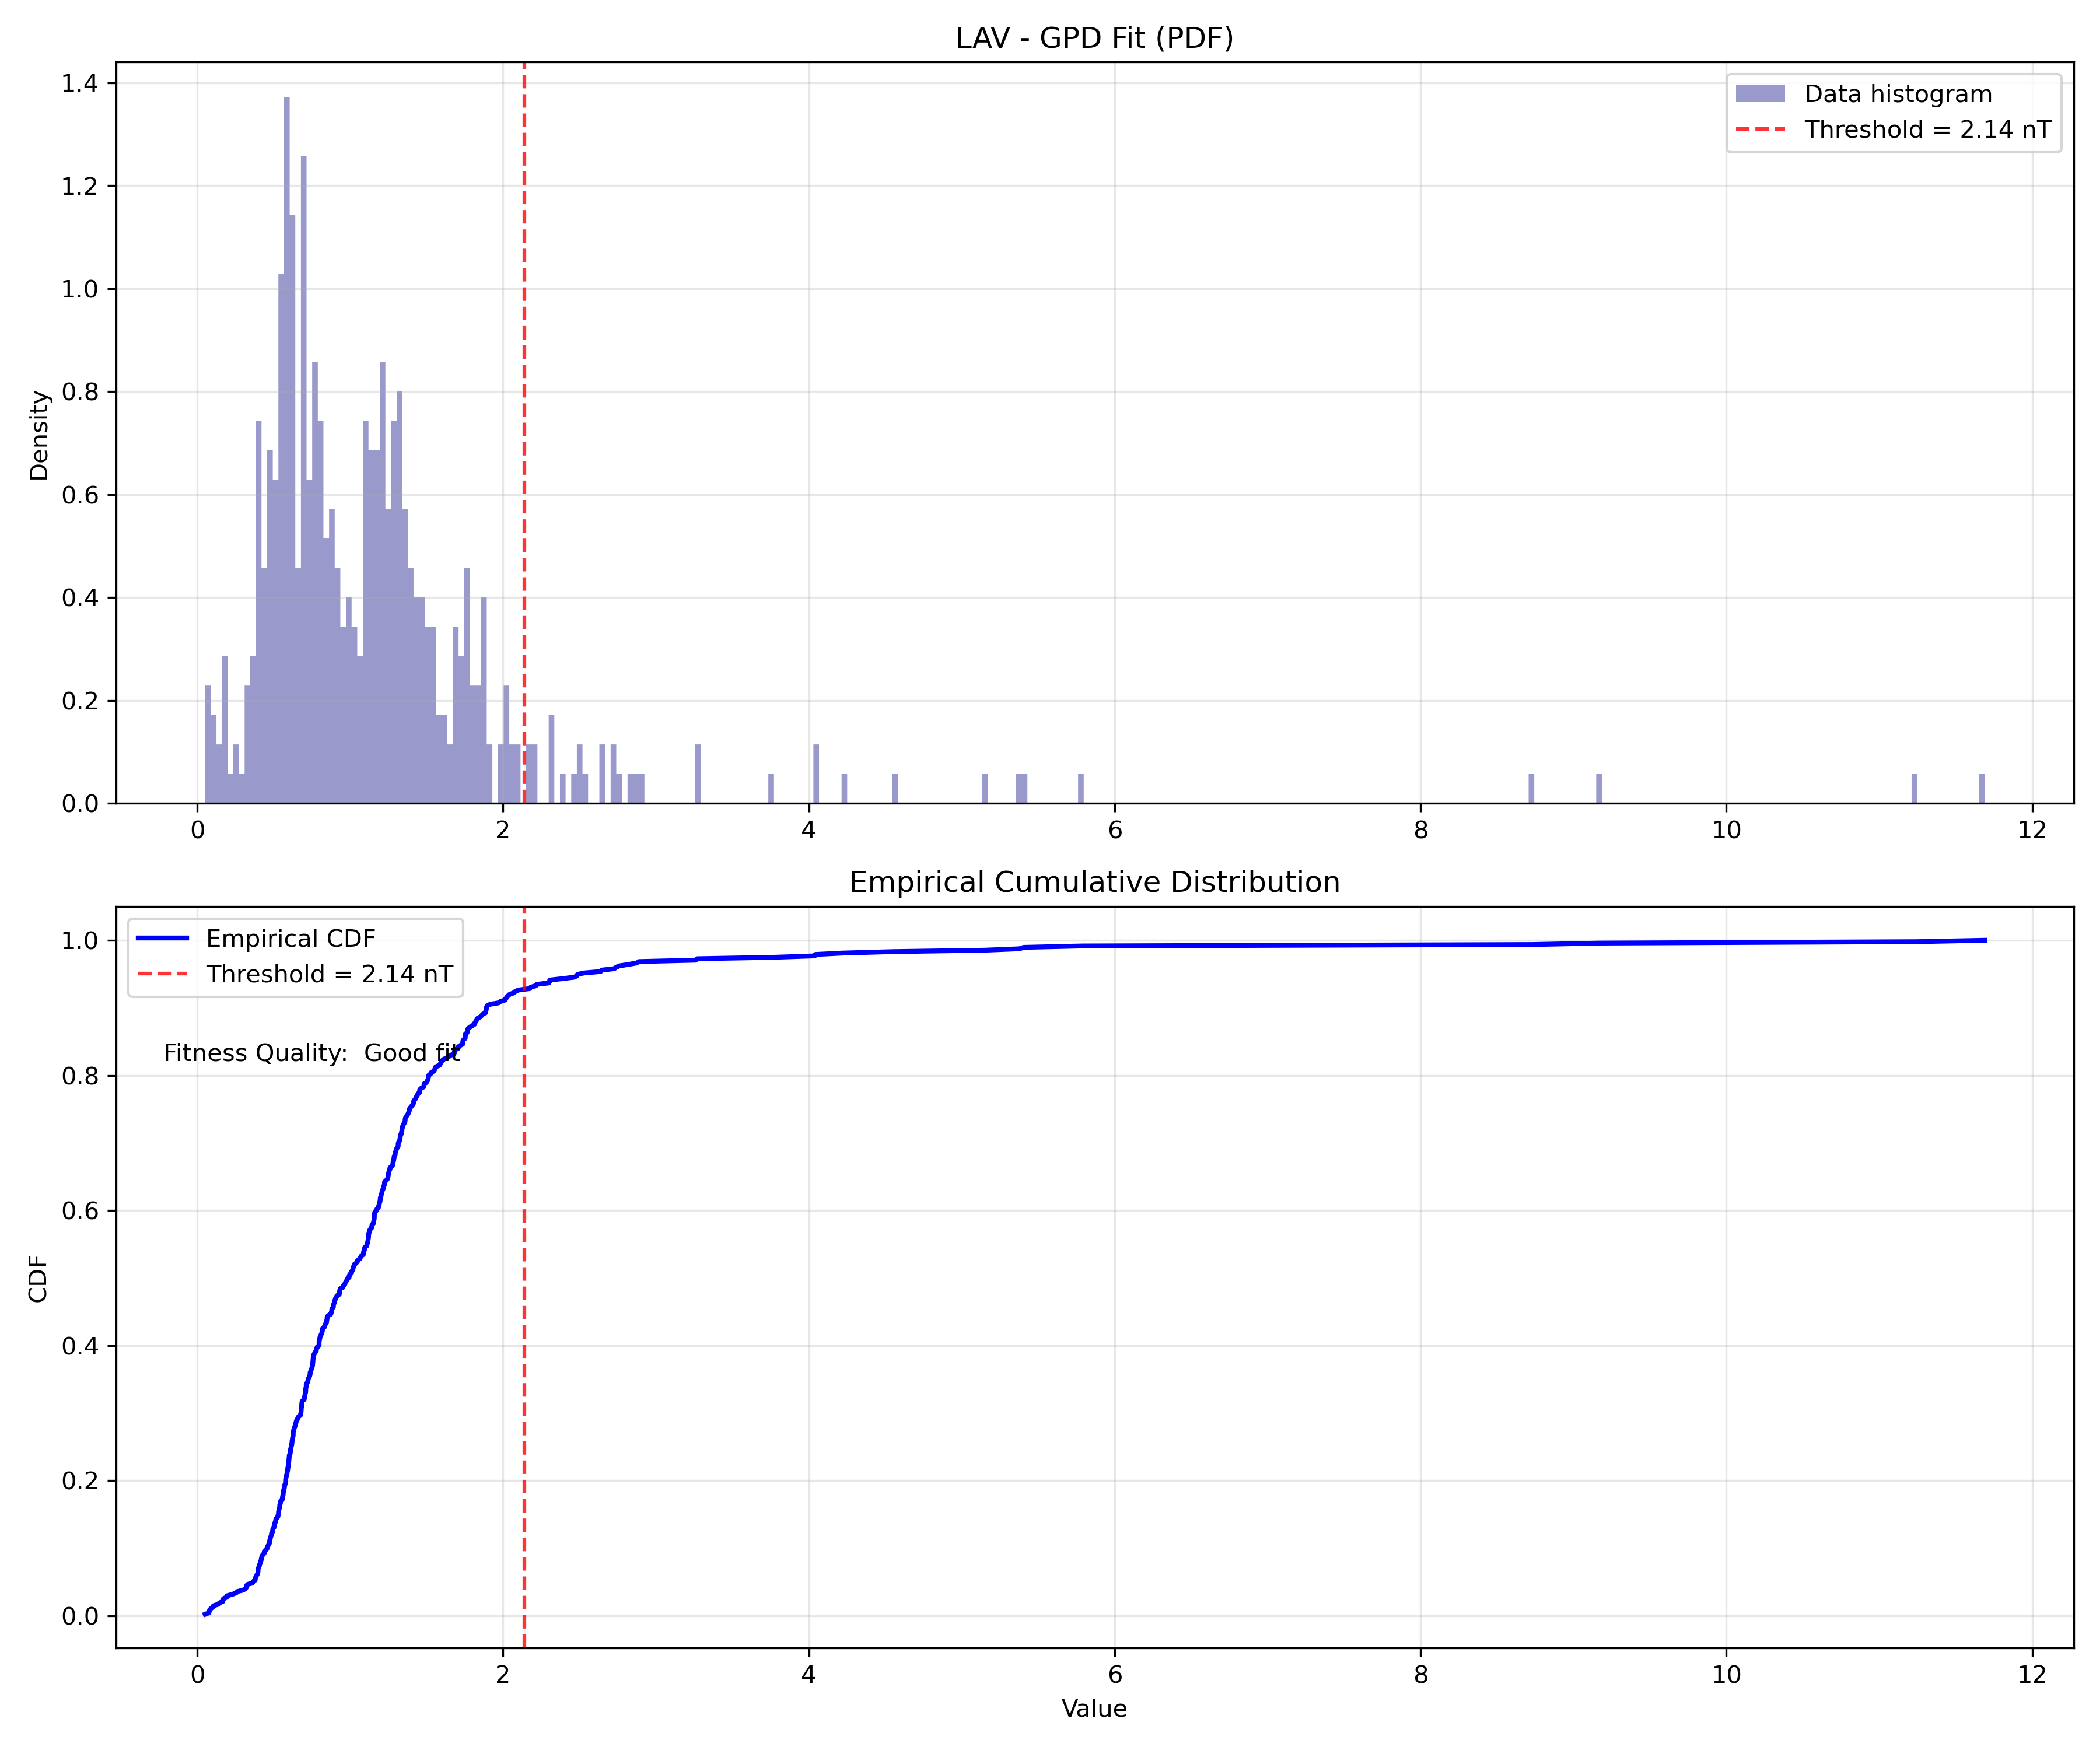 LAV - GPD Fit (PDF)
1.4
1.2
1.0
0.8
0.6
0.4
0.2
0.0
Density
Data histogram
Threshold = 2.14 nT
0 2 4 6 8 10 12
Empirical Cumulative Distribution
1.0
0.8
0.6
0.4
0.2
0.0
CDF
Empirical CDF
Threshold = 2.14 nT
Fitness Quality:  Good fit
0 2 4 6 8 10 12
Value